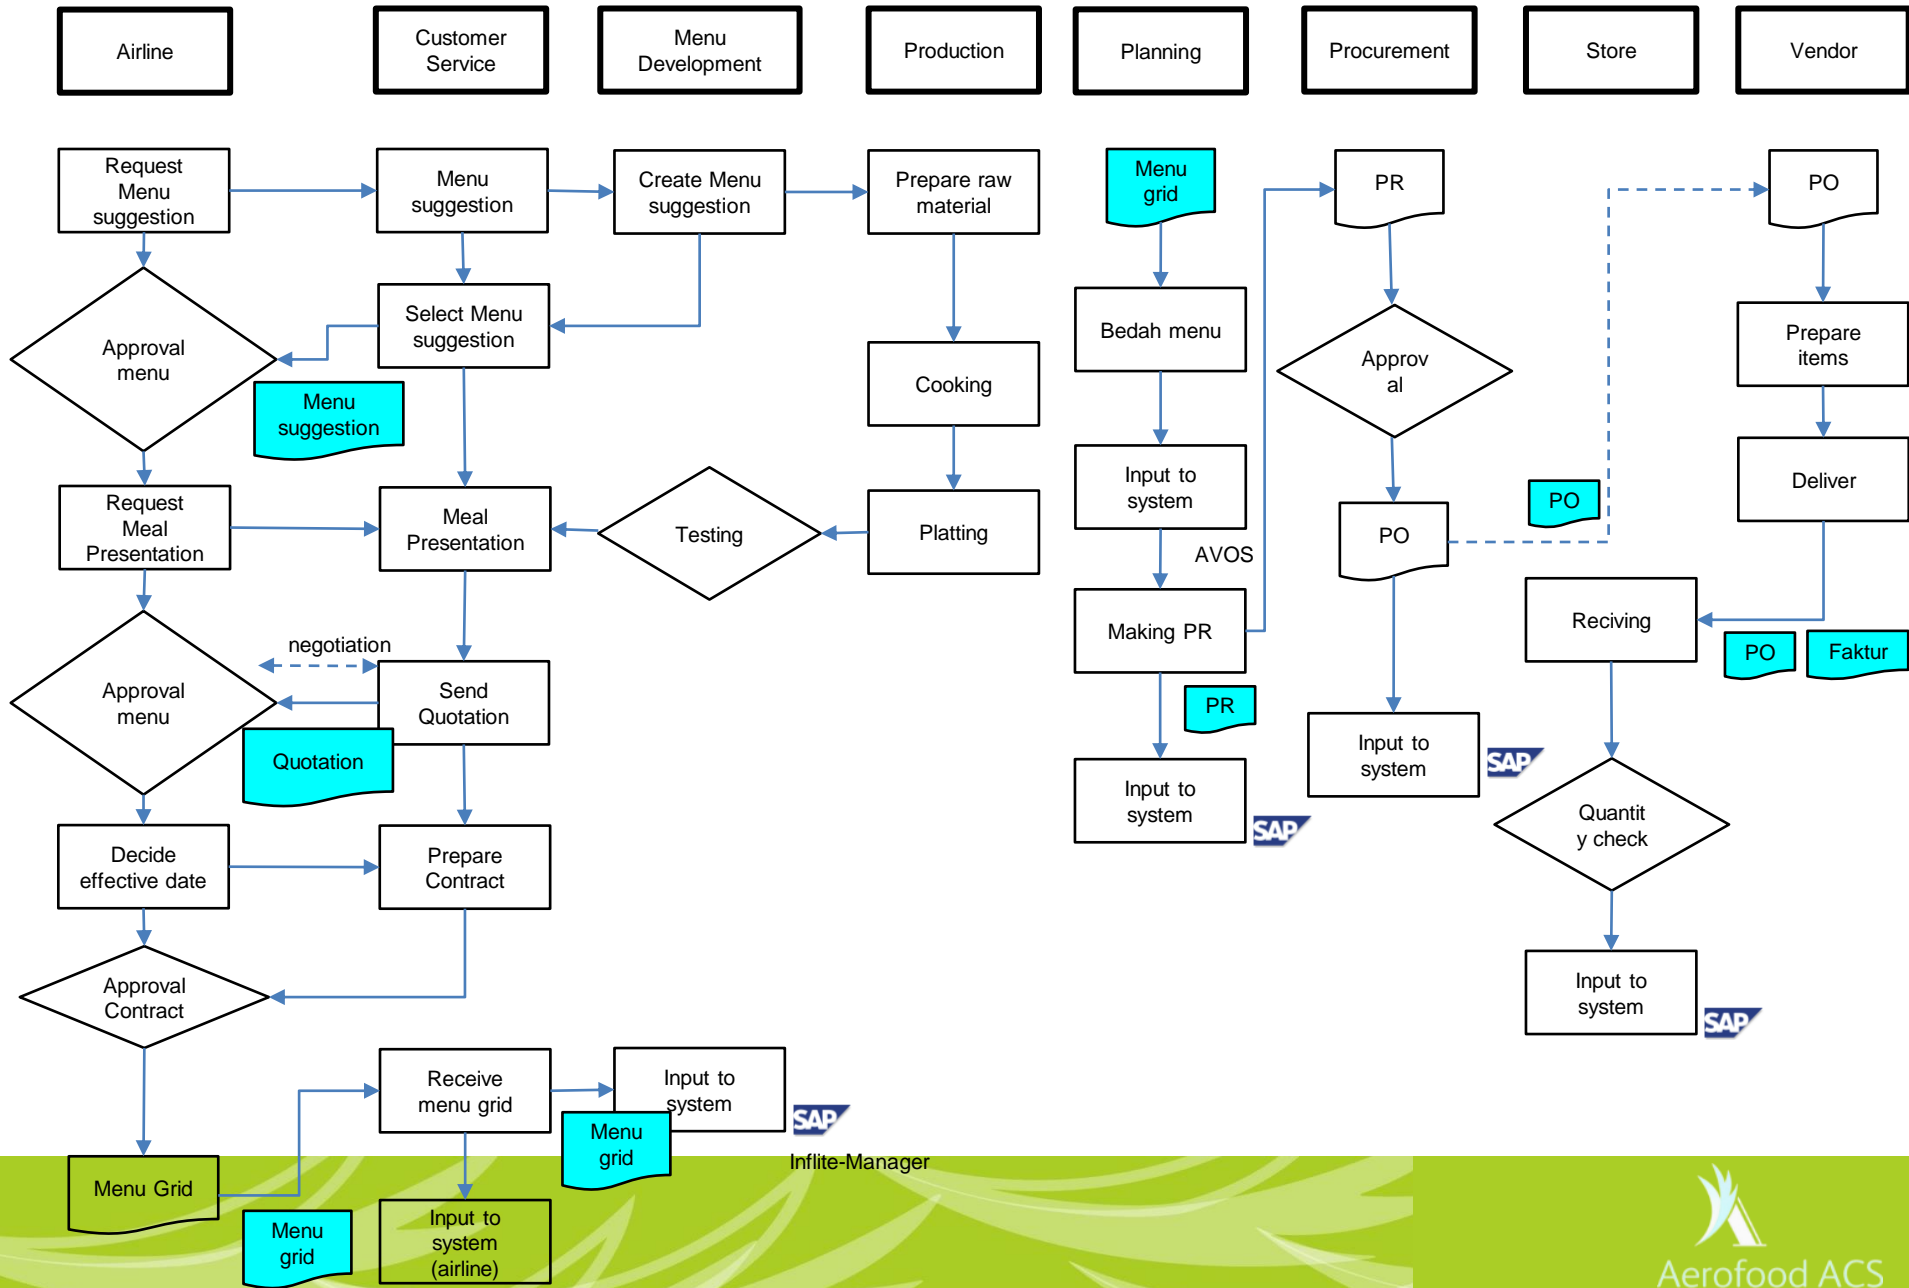 Airline
Customer
Service
Menu
Development
Production
Planning
Procurement
Store
Vendor
Request
Menu
suggestion
Menu
suggestion
Create Menu
suggestion
Prepare raw
material
Menu
grid
PR
PO
Approval
menu
Select Menu
suggestion
Menu
suggestion
Cooking
Bedah menu
Approv
al
Prepare
items
Request
Meal
Presentation
Meal
Presentation
Testing
Platting
Input to
system
AVOS
PO
PO
Deliver
Approval
menu
negotiation
Send
Quotation
Quotation
Making PR
PR
Reciving
PO
Faktur
Input to
system
SAP
Input to
system
SAP
Quantit
y check
Decide
effective date
Prepare
Contract
Approval
Contract
Input to
system
SAP
Receive
menu grid
Input to
system
SAP
Menu
grid
Inflite-Manager
Menu Grid
Menu
grid
Input to
system
(airline)
Aerofood ACS